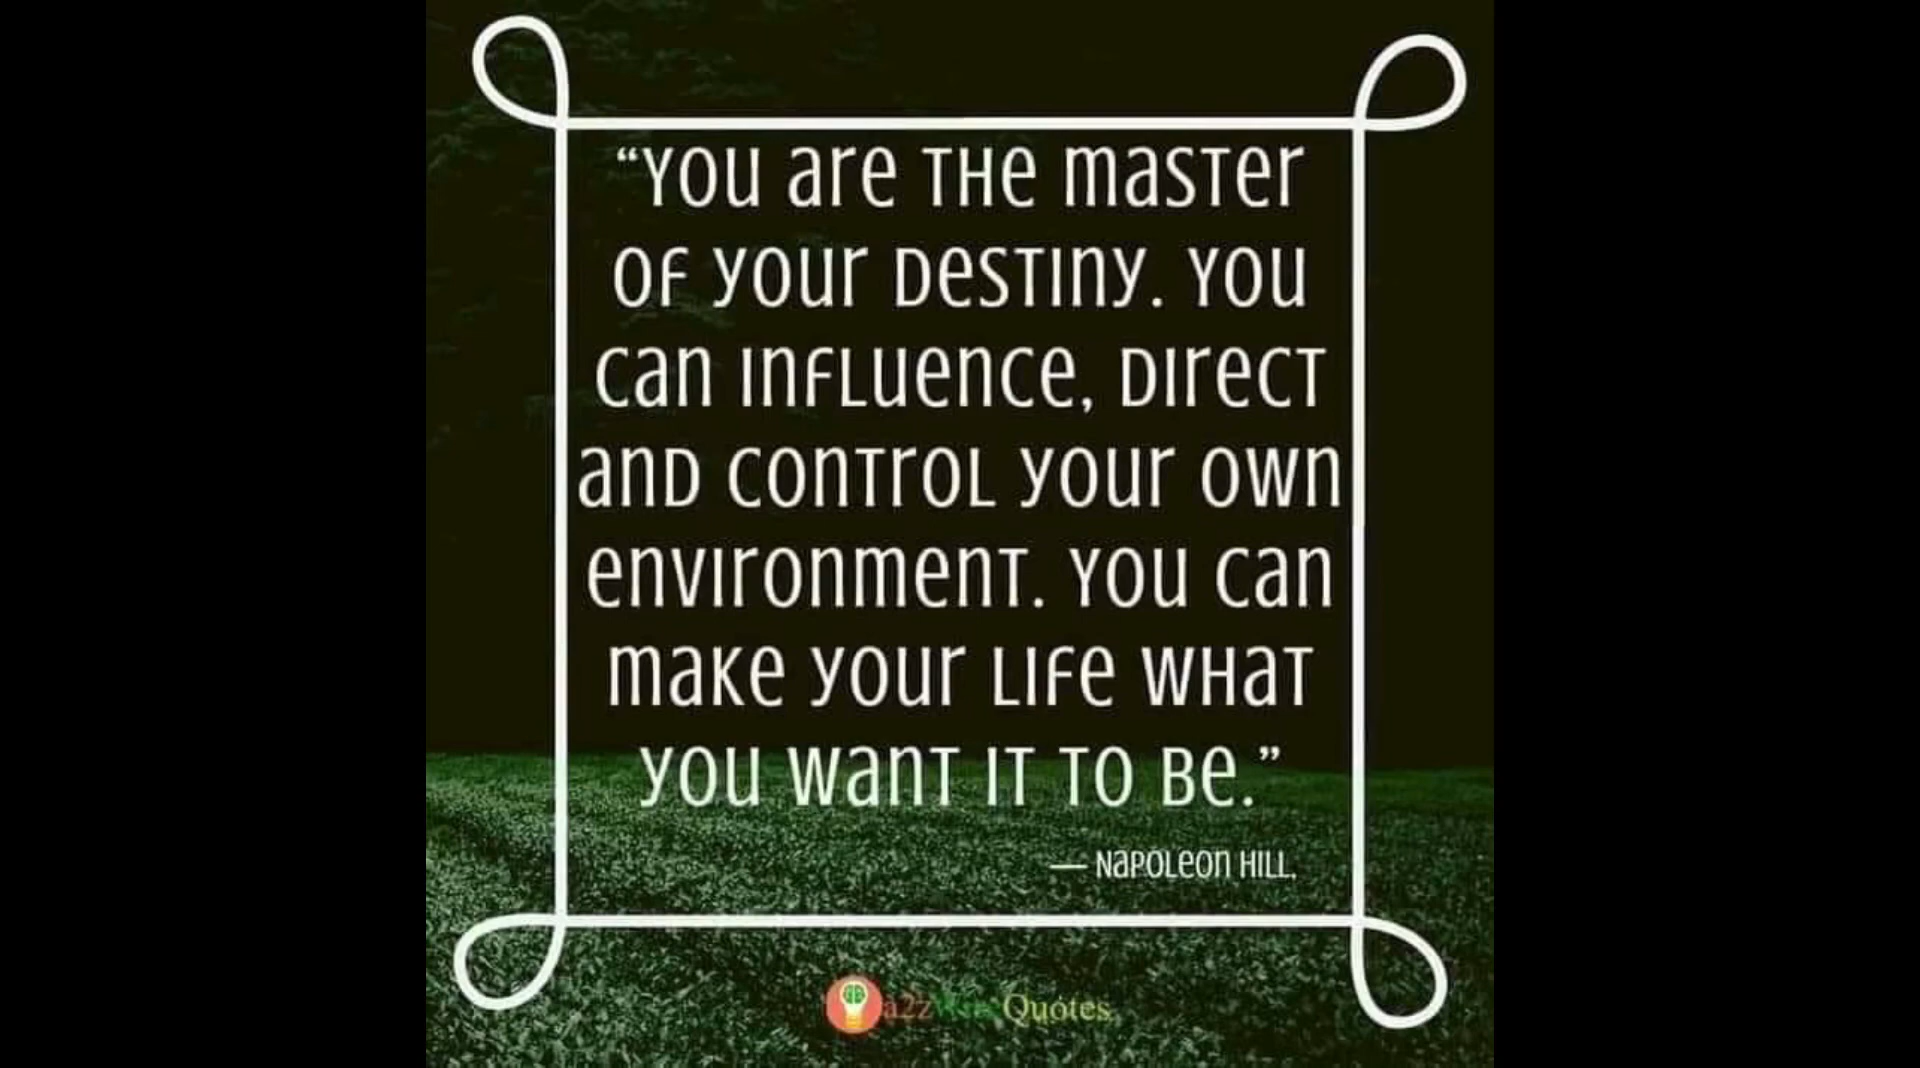 “You are the master
of your destiny. You
can influence, direct
and control your own
environment. You can
make your life what
you want it to be.”
— Napoleon Hill.
a2z Quotes